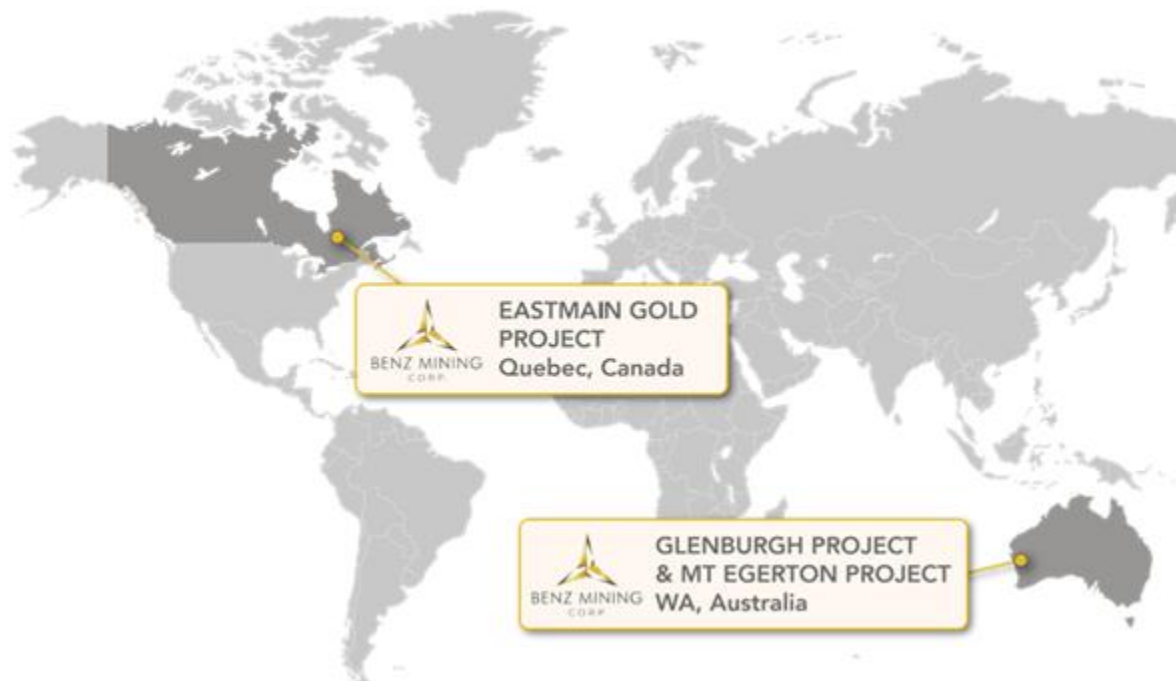 EASTMAIN GOLD
PROJECT
Quebec, Canada
BENZ MINING
CORP.
GLENBURGH PROJECT
& MT EGERTON PROJECT
WA, Australia
BENZ MINING
CORP